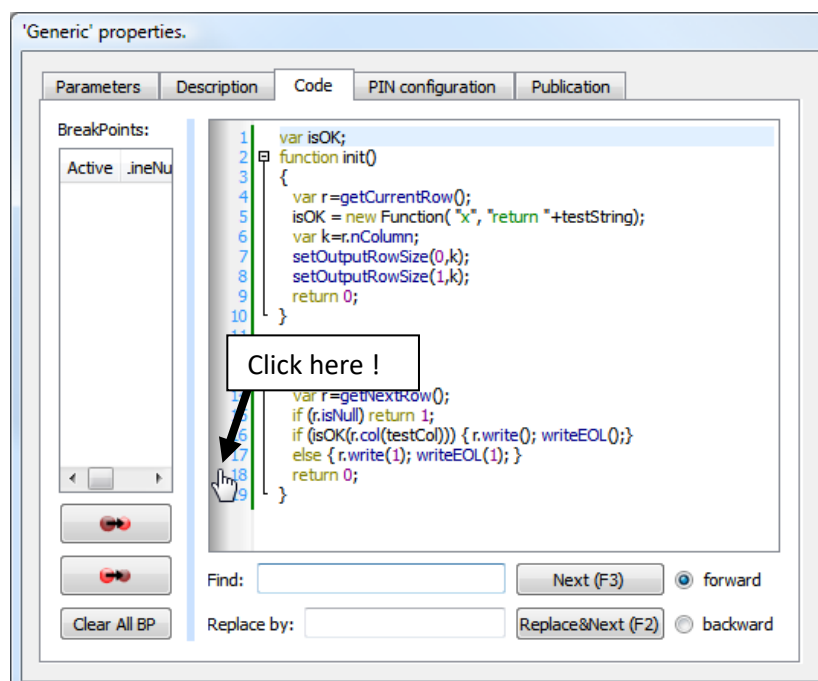 'Generic' properties.
Parameters Description Code PIN configuration Publication
BreakPoints:
Active .ineNu
1 var isOK;
2 function init()
3 {
4 var r=getCurrentRow();
5 isOK = new Function( "x", "return "+testString);
6 var k=r.nColumn;
7 setOutputRowSize(0,k);
8 setOutputRowSize(1,k);
9 return 0;
10 }
Click here !
var r=getNextRow();
if (r.isNull) return 1;
if (isOK(r.col(testCol))) { r.write(); writeEOL();}
17 else { r.write(1); writeEOL(1); }
18 return 0;
}
Find: Next (F3) forward
Clear All BP Replace by: Replace&Next (F2) backward